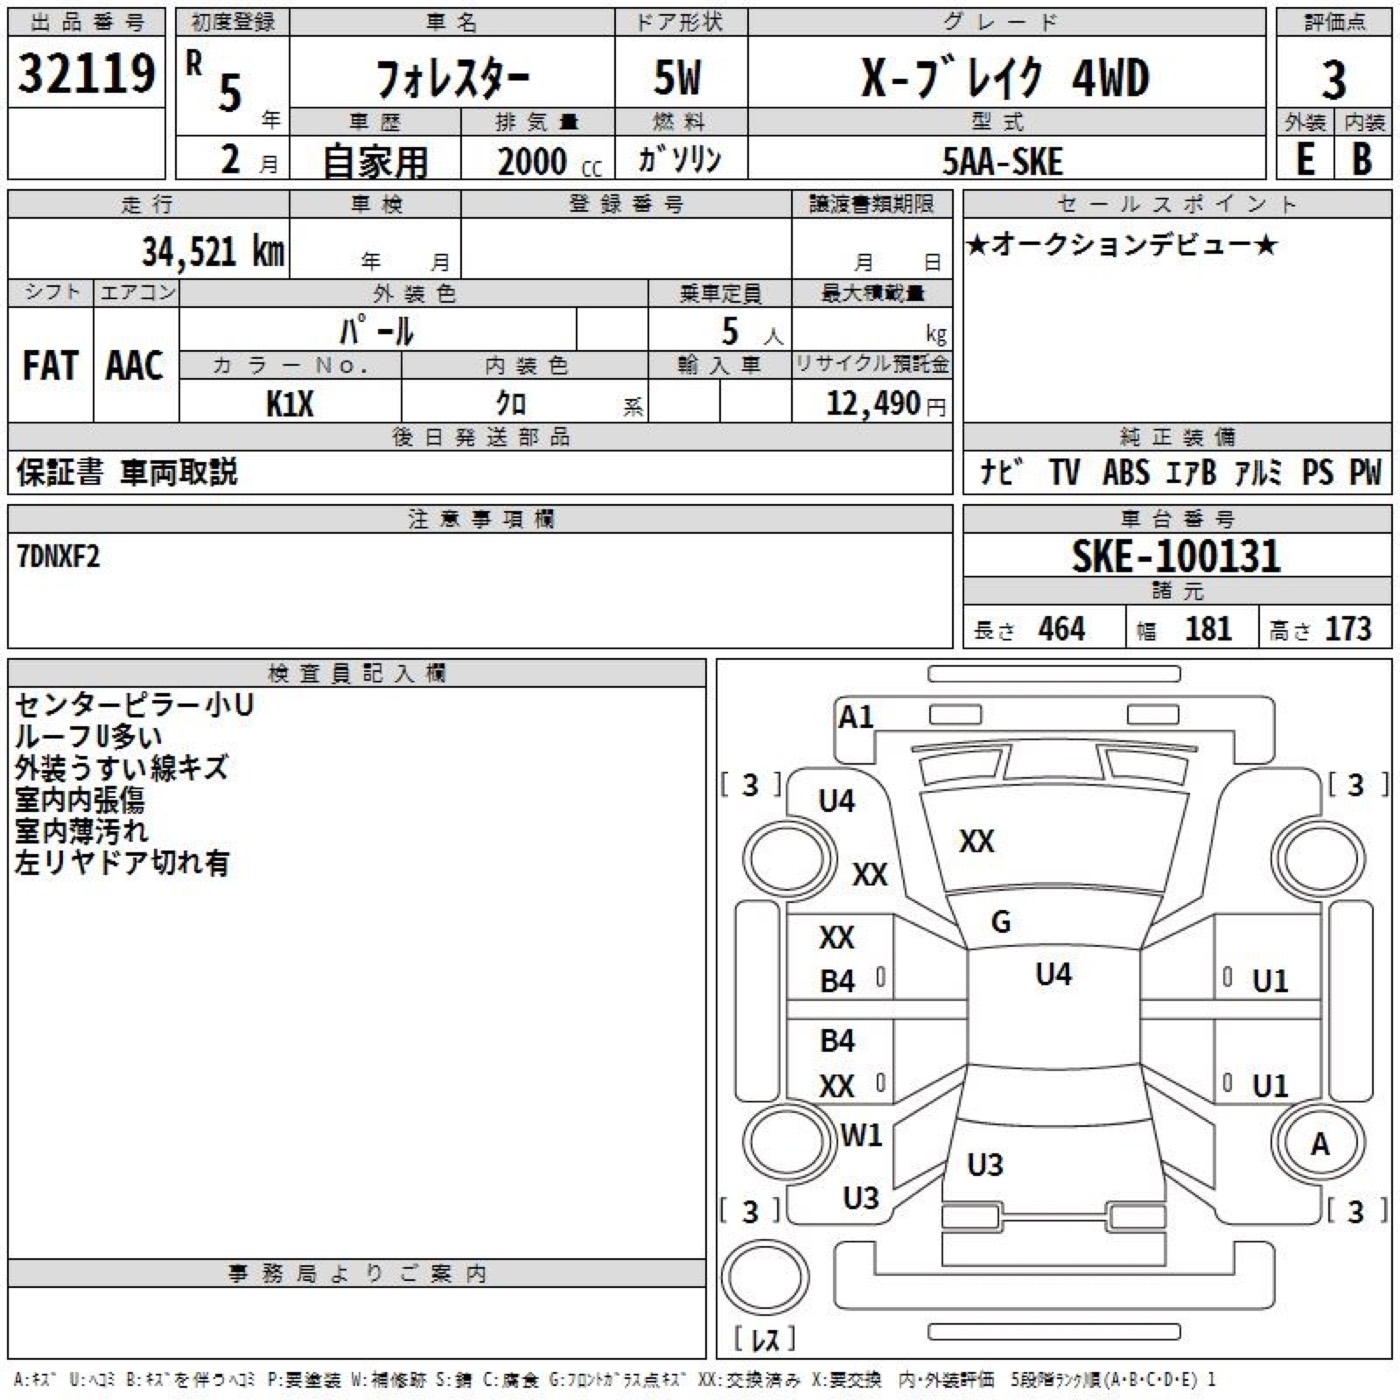 出品番号 初度登録 車名 ドア形状 グレード 評価点
32119 R 5 年 フォレスター 5W X-ブレイク 4WD 3
車歴 排気量 燃料 型式 外装 内装
2 月 自家用 2000 cc ガソリン 5AA-SKE E B
走行 車検 登録番号 譲渡書類期限 セールスポイント
34,521 km 年 月 月 日 ★オークションデビュー★
シフト エアコン 外装色 乗車定員 最大積載量
FAT AAC パール 5 人 kg
カラーNo. 内装色 輸入車 リサイクル預託金
K1X クロ 系 12,490 円
後日発送部品 純正装備
保証書 車両取説 ナビ TV ABS エアB アルミ PS PW
注意事項欄 車台番号
7DNXF2 SKE-100131
諸元
長さ 464 幅 181 高さ 173
検査員記入欄
センターピラー小U
ルーフU多い
外装うすい線キズ
室内内張傷
室内薄汚れ
左リヤドア切れ有
事務局よりご案内
A1
[ 3 ] U4 [ 3 ]
XX
XX
G
XX
U4
B4 U1
B4
XX U1
W1 A
U3
[ 3 ] U3 [ 3 ]
[ レス ]
A:キズ U:ヘコミ B:キズを伴うヘコミ P:要塗装 W:補修跡 S:錆 C:腐食 G:フロントガラス点キズ XX:交換済み X:要交換 内・外装評価 5段階ランク順(A・B・C・D・E) 1